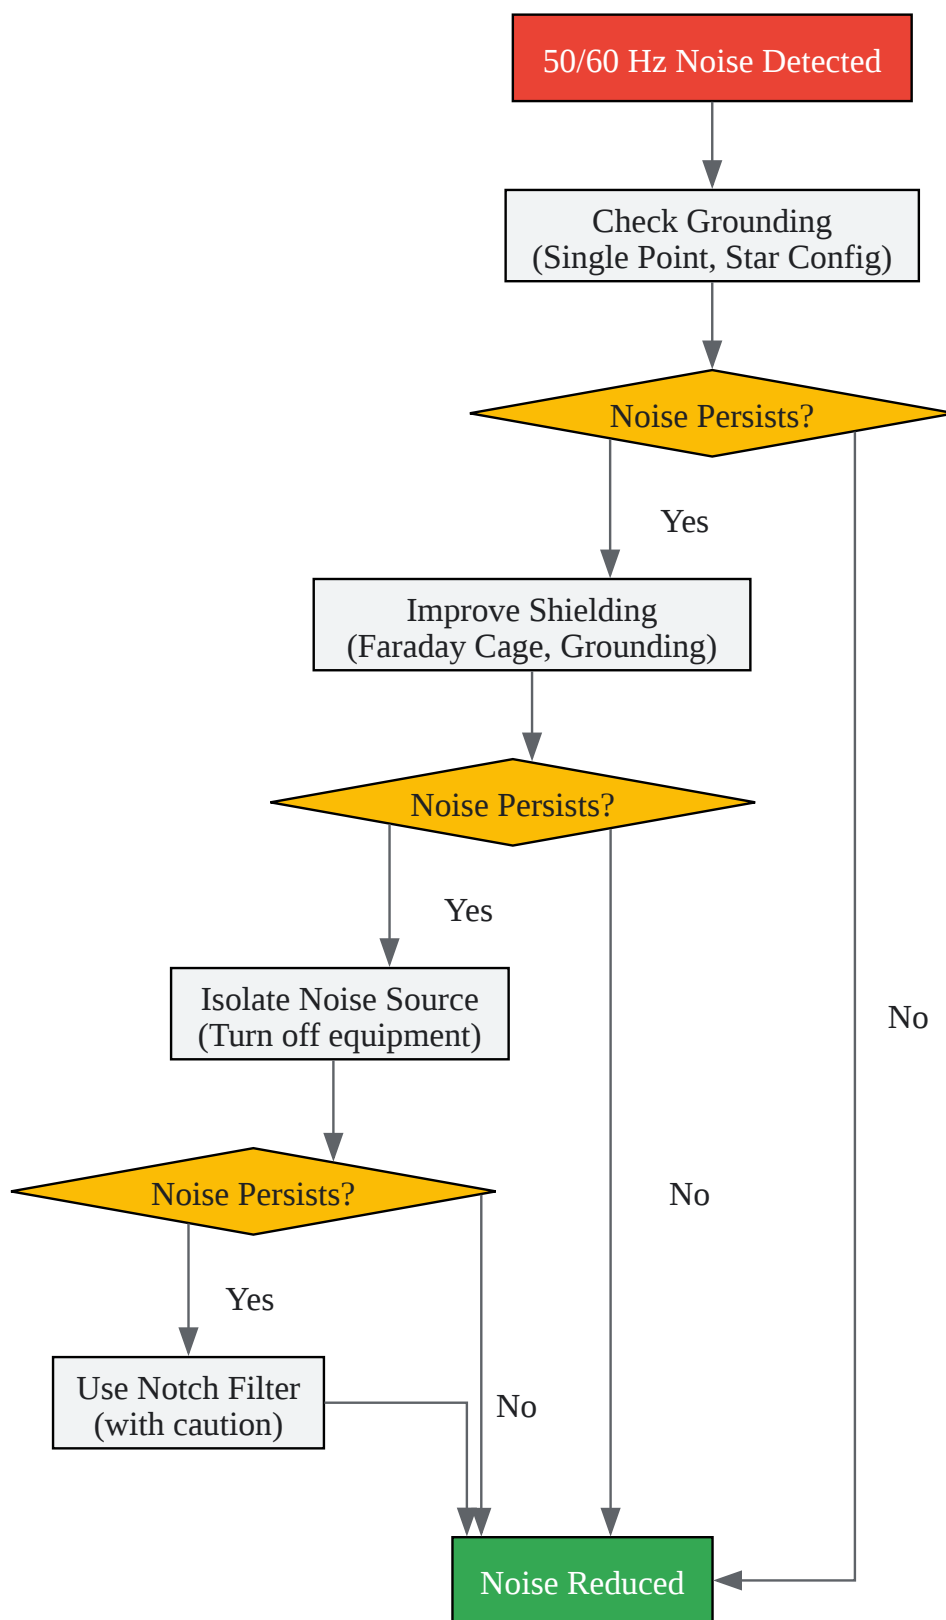 50/60 Hz Noise Detected
Check Grounding
(Single Point, Star Config)
Noise Persists?
Yes
Improve Shielding
(Faraday Cage, Grounding)
Noise Persists?
Yes
Isolate Noise Source
(Turn off equipment)
No
Noise Persists?
No
Yes
Use Notch Filter
(with caution)
No
Noise Reduced